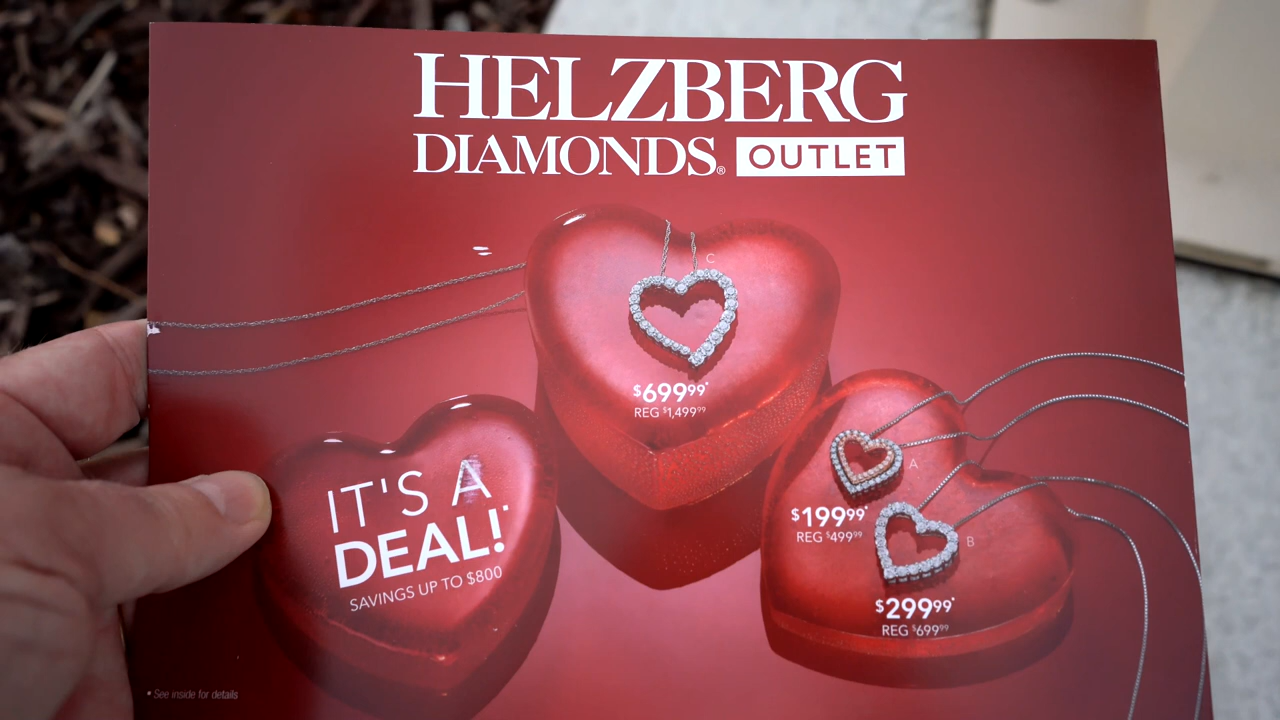 HELZBERG
DIAMONDS® OUTLET
C
$699.99*
REG $1,499.99
A
$199.99*
REG $499.99
B
$299.99*
REG $699.99
IT'S A
DEAL!*
SAVINGS UP TO $800
* See inside for details